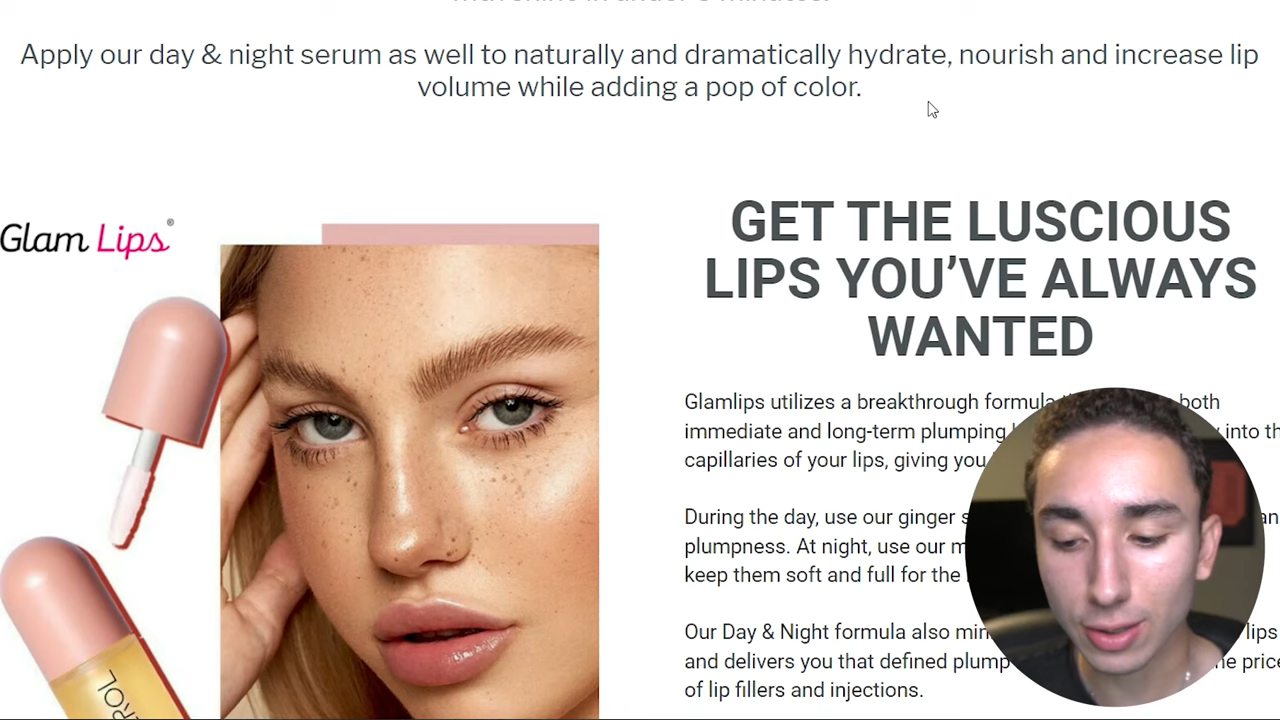 Apply our day & night serum as well to naturally and dramatically hydrate, nourish and increase lip
volume while adding a pop of color.
Glam Lips®
GET THE LUSCIOUS
LIPS YOU’VE ALWAYS
WANTED
Glamlips utilizes a breakthrough formula both
immediate and long-term plumping into
capillaries of your lips, giving you
During the day, use our ginger
plumpness. At night, use our
keep them soft and full for the
Our Day & Night formula also lips
and delivers you that defined plump price
of lip fillers and injections.